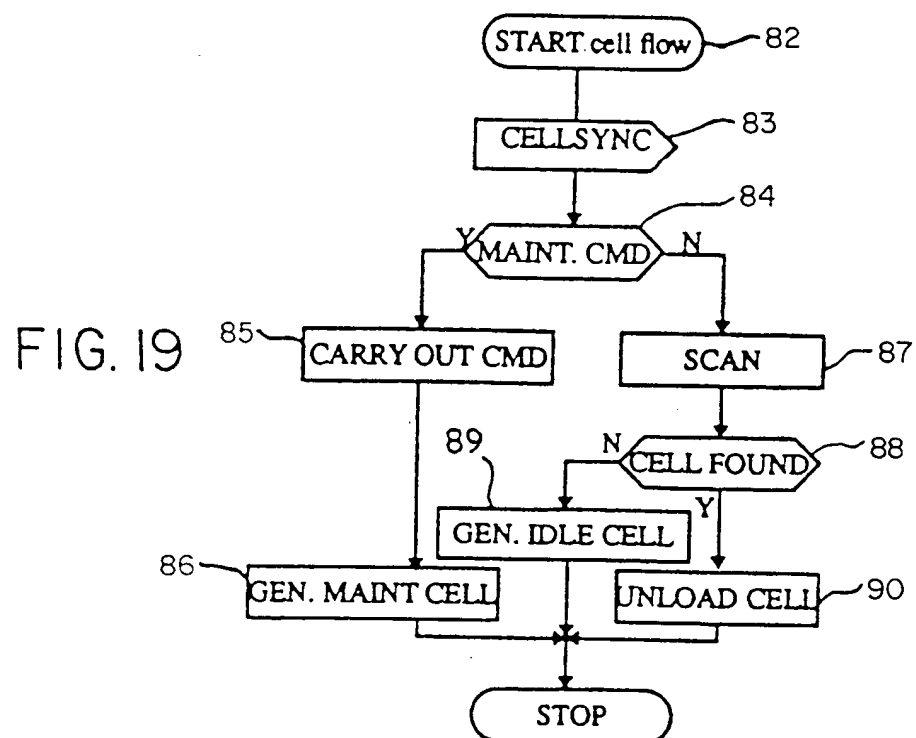 START cell flow
82
CELLSYNC
83
84
Y
MAINT. CMD
N
FIG. 19
85
CARRY OUT CMD
SCAN
87
N
CELL FOUND
88
89
Y
GEN. IDLE CELL
86
GEN. MAINT CELL
UNLOAD CELL
90
STOP